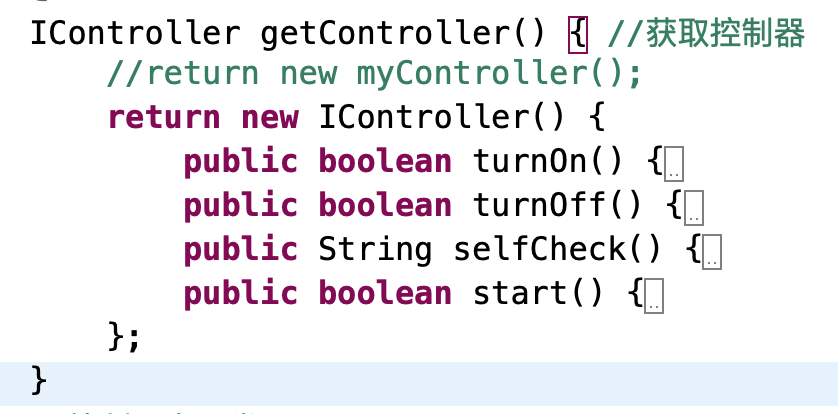 IController getController() { //获取控制器
//return new myController();
return new IController() {
public boolean turnOn() {..
public boolean turnOff() {..
public String selfCheck() {..
public boolean start() {..
};
}